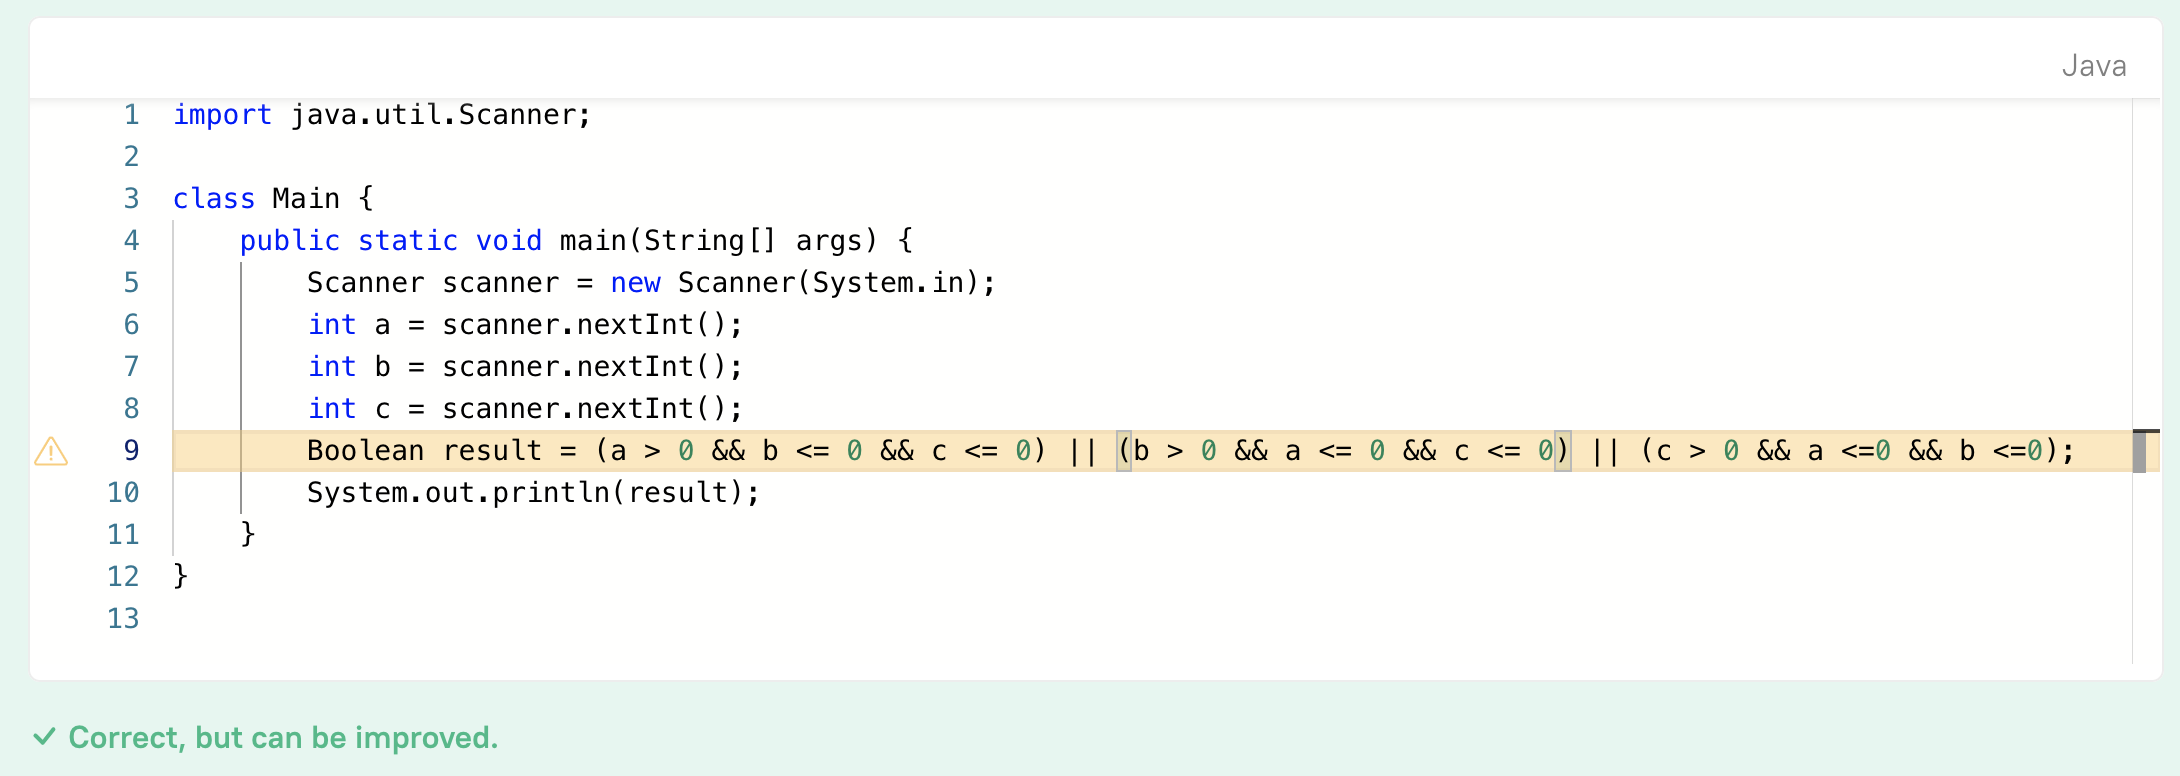 Java
1 import java.util.Scanner;
2
3 class Main {
4     public static void main(String[] args) {
5         Scanner scanner = new Scanner(System.in);
6         int a = scanner.nextInt();
7         int b = scanner.nextInt();
8         int c = scanner.nextInt();
9         Boolean result = (a > 0 && b <= 0 && c <= 0) || (b > 0 && a <= 0 && c <= 0) || (c > 0 && a <=0 && b <=0);
10         System.out.println(result);
11     }
12 }
13
✓ Correct, but can be improved.